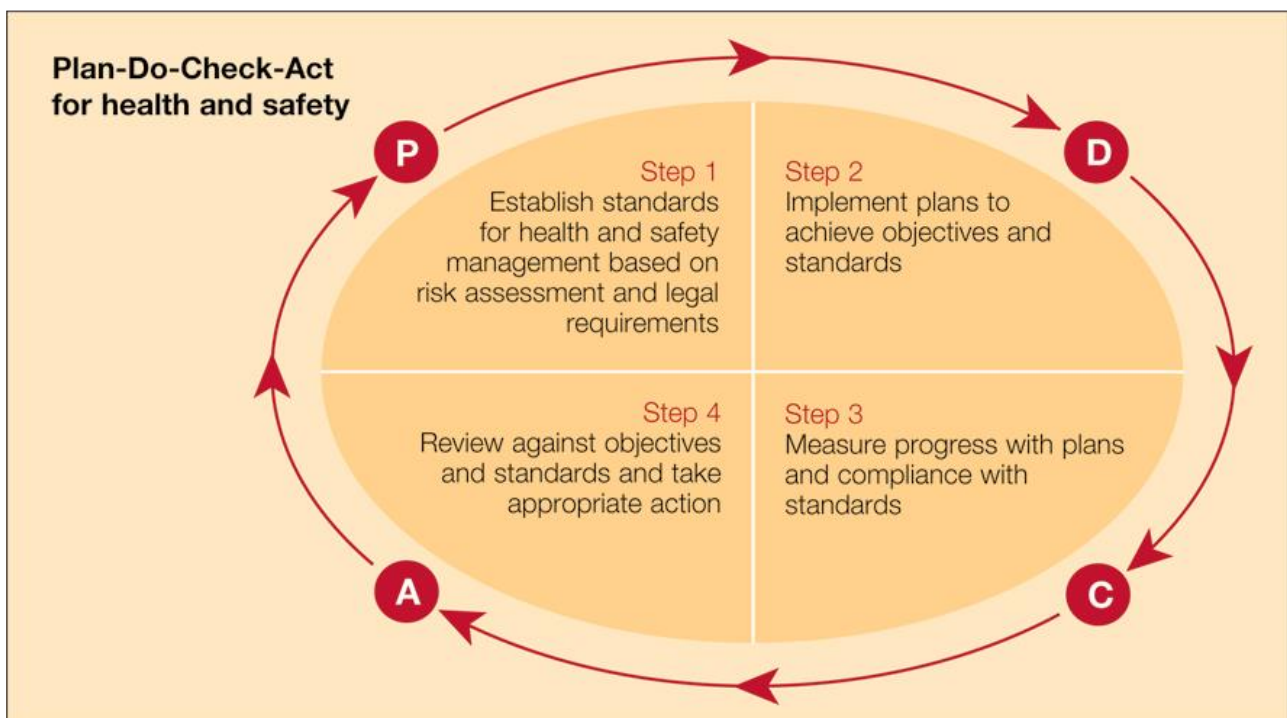 Plan-Do-Check-Act
for health and safety
P
D
Step 1
Establish standards
for health and safety
management based on
risk assessment and legal
requirements
Step 2
Implement plans to
achieve objectives and
standards
Step 4
Review against objectives
and standards and take
appropriate action
Step 3
Measure progress with plans
and compliance with
standards
A
C